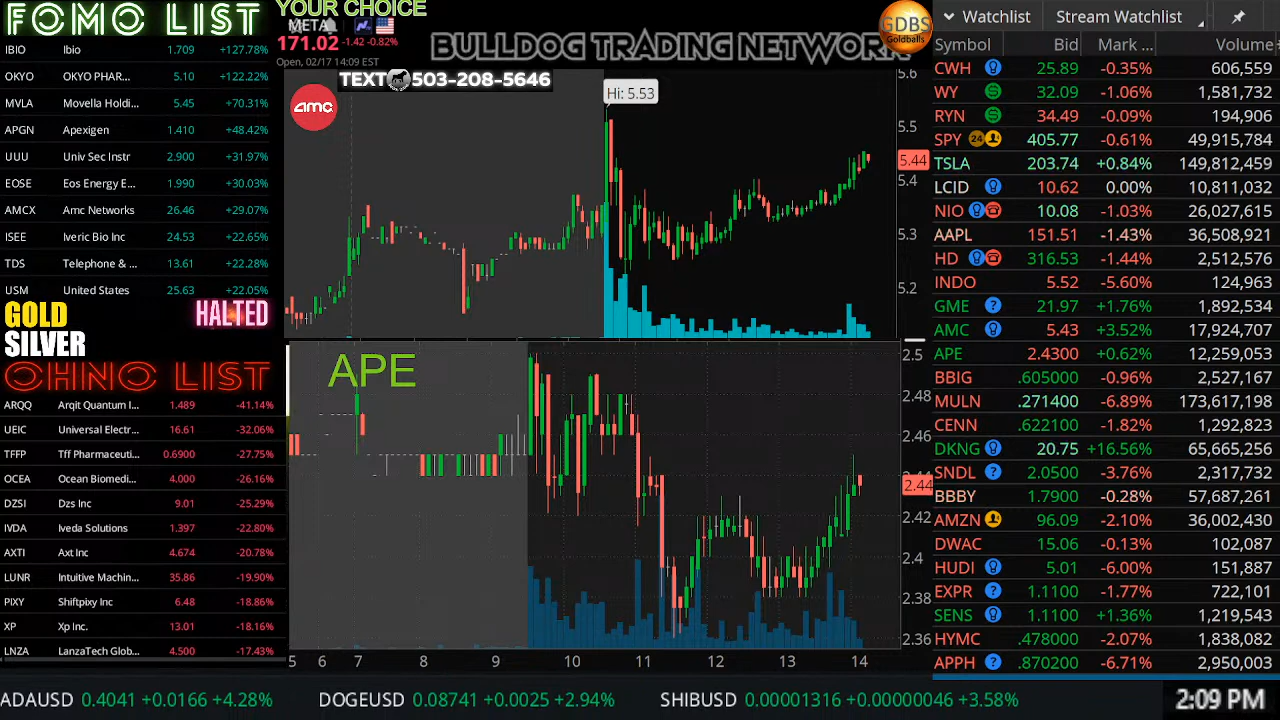 FOMO LIST
IBIO Ibio 1.709 +127.78%
OKYO OKYO PHAR... 5.10 +122.22%
MVLA Movella Holdi... 5.45 +70.31%
APGN Apexigen 1.410 +48.42%
UUU Univ Sec Instr 2.900 +31.97%
EOSE Eos Energy E... 1.990 +30.03%
AMCX Amc Networks 26.46 +29.07%
ISEE Iveric Bio Inc 24.53 +22.65%
TDS Telephone & ... 13.61 +22.28%
USM United States 25.63 +22.05%
GOLD
SILVER
HALTED
OHNO LIST
ARQQ Arqit Quantum I... 1.489 -41.14%
UEIC Universal Electr... 16.61 -32.06%
TFFP Tff Pharmaceuti... 0.6900 -27.75%
OCEA Ocean Biomedi... 4.000 -26.16%
DZSI Dzs Inc 9.01 -25.29%
IVDA Iveda Solutions 1.397 -22.80%
AXTI Axt Inc 4.674 -20.78%
LUNR Intuitive Machin... 35.86 -19.90%
PIXY Shiftpixy Inc 6.48 -18.86%
XP Xp Inc. 13.01 -18.16%
LNZA LanzaTech Glob... 4.500 -17.43%
YOUR CHOICE
META
171.02 -1.42 -0.82%
Open, 02/17 14:09 EST
BULLDOG TRADING NETWORK
GDBS
Goldballs
TEXT 503-208-5646
amc
Hi: 5.53
5.6
5.5
5.44
5.4
5.3
5.2
APE
2.5
2.48
2.46
2.44
2.42
2.4
2.38
2.36
5 6 7 8 9 10 11 12 13 14
Watchlist Stream Watchlist
Symbol Bid Mark ... Volume
CWH 25.89 -0.35% 606,559
WY S 32.09 -1.06% 1,581,732
RYN S 34.49 -0.09% 194,906
SPY 24 405.77 -0.61% 49,915,784
TSLA 203.74 +0.84% 149,812,459
LCID 10.62 0.00% 10,811,032
NIO 10.08 -1.03% 26,027,615
AAPL 151.51 -1.43% 36,508,921
HD 316.53 -1.44% 2,512,576
INDO 5.52 -5.60% 124,963
GME ? 21.97 +1.76% 1,892,534
AMC 5.43 +3.52% 17,924,707
APE 2.4300 +0.62% 12,259,053
BBIG .605000 -0.96% 2,527,167
MULN .271400 -6.89% 173,617,198
CENN .622100 -1.82% 1,292,823
DKNG 20.75 +16.56% 65,665,256
SNDL ? 2.0500 -3.76% 2,317,732
BBBY 1.7900 -0.28% 57,687,261
AMZN 96.09 -2.10% 36,002,430
DWAC 15.06 -0.13% 102,087
HUDI 5.01 -6.00% 151,887
EXPR ? 1.1100 -1.77% 722,101
SENS 1.1100 +1.36% 1,219,543
HYMC .478000 -2.07% 1,838,082
APPH ? .870200 -6.71% 2,950,003
ADAUSD 0.4041 +0.0166 +4.28% DOGEUSD 0.08741 +0.0025 +2.94% SHIBUSD 0.00001316 +0.00000046 +3.58%
2:09 PM